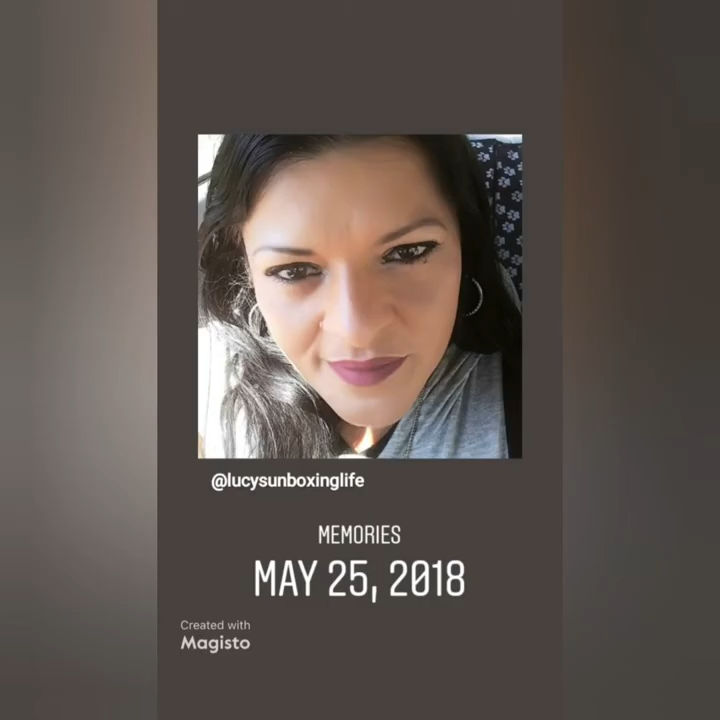 @lucysunboxinglife
MEMORIES
MAY 25, 2018
Created with
Magisto